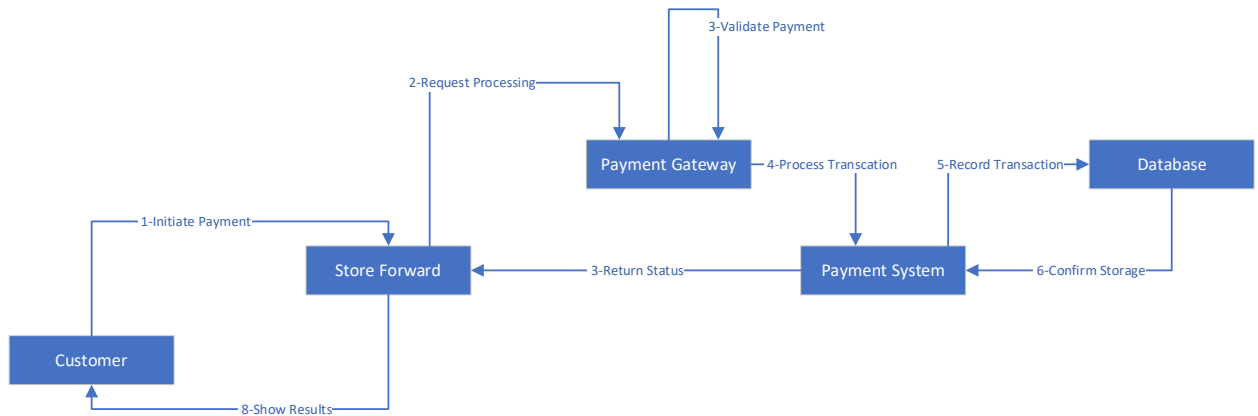 3-Validate Payment
2-Request Processing
Payment Gateway
4-Process Transcation
5-Record Transaction
Database
1-Initiate Payment
Store Forward
3-Return Status
Payment System
6-Confirm Storage
Customer
8-Show Results